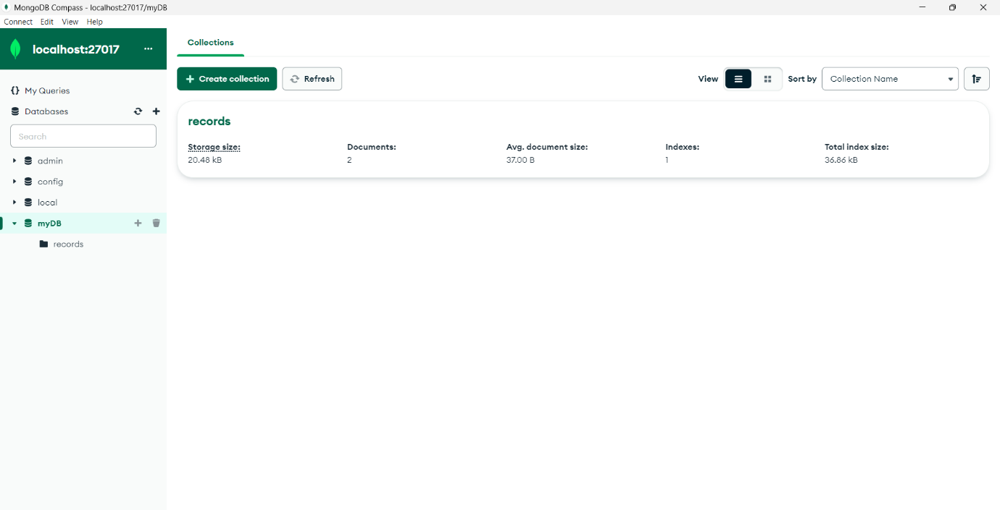 MongoDB Compass - localhost:27017/myDB
Connect Edit View Help
localhost:27017
My Queries
Databases
Search
admin
config
local
myDB
records
Collections
Create collection
Refresh
View
Sort by
Collection Name
records
Storage size: Documents: Avg. document size: Indexes: Total index size:
20.48 kB 2 37.00 B 1 36.86 kB